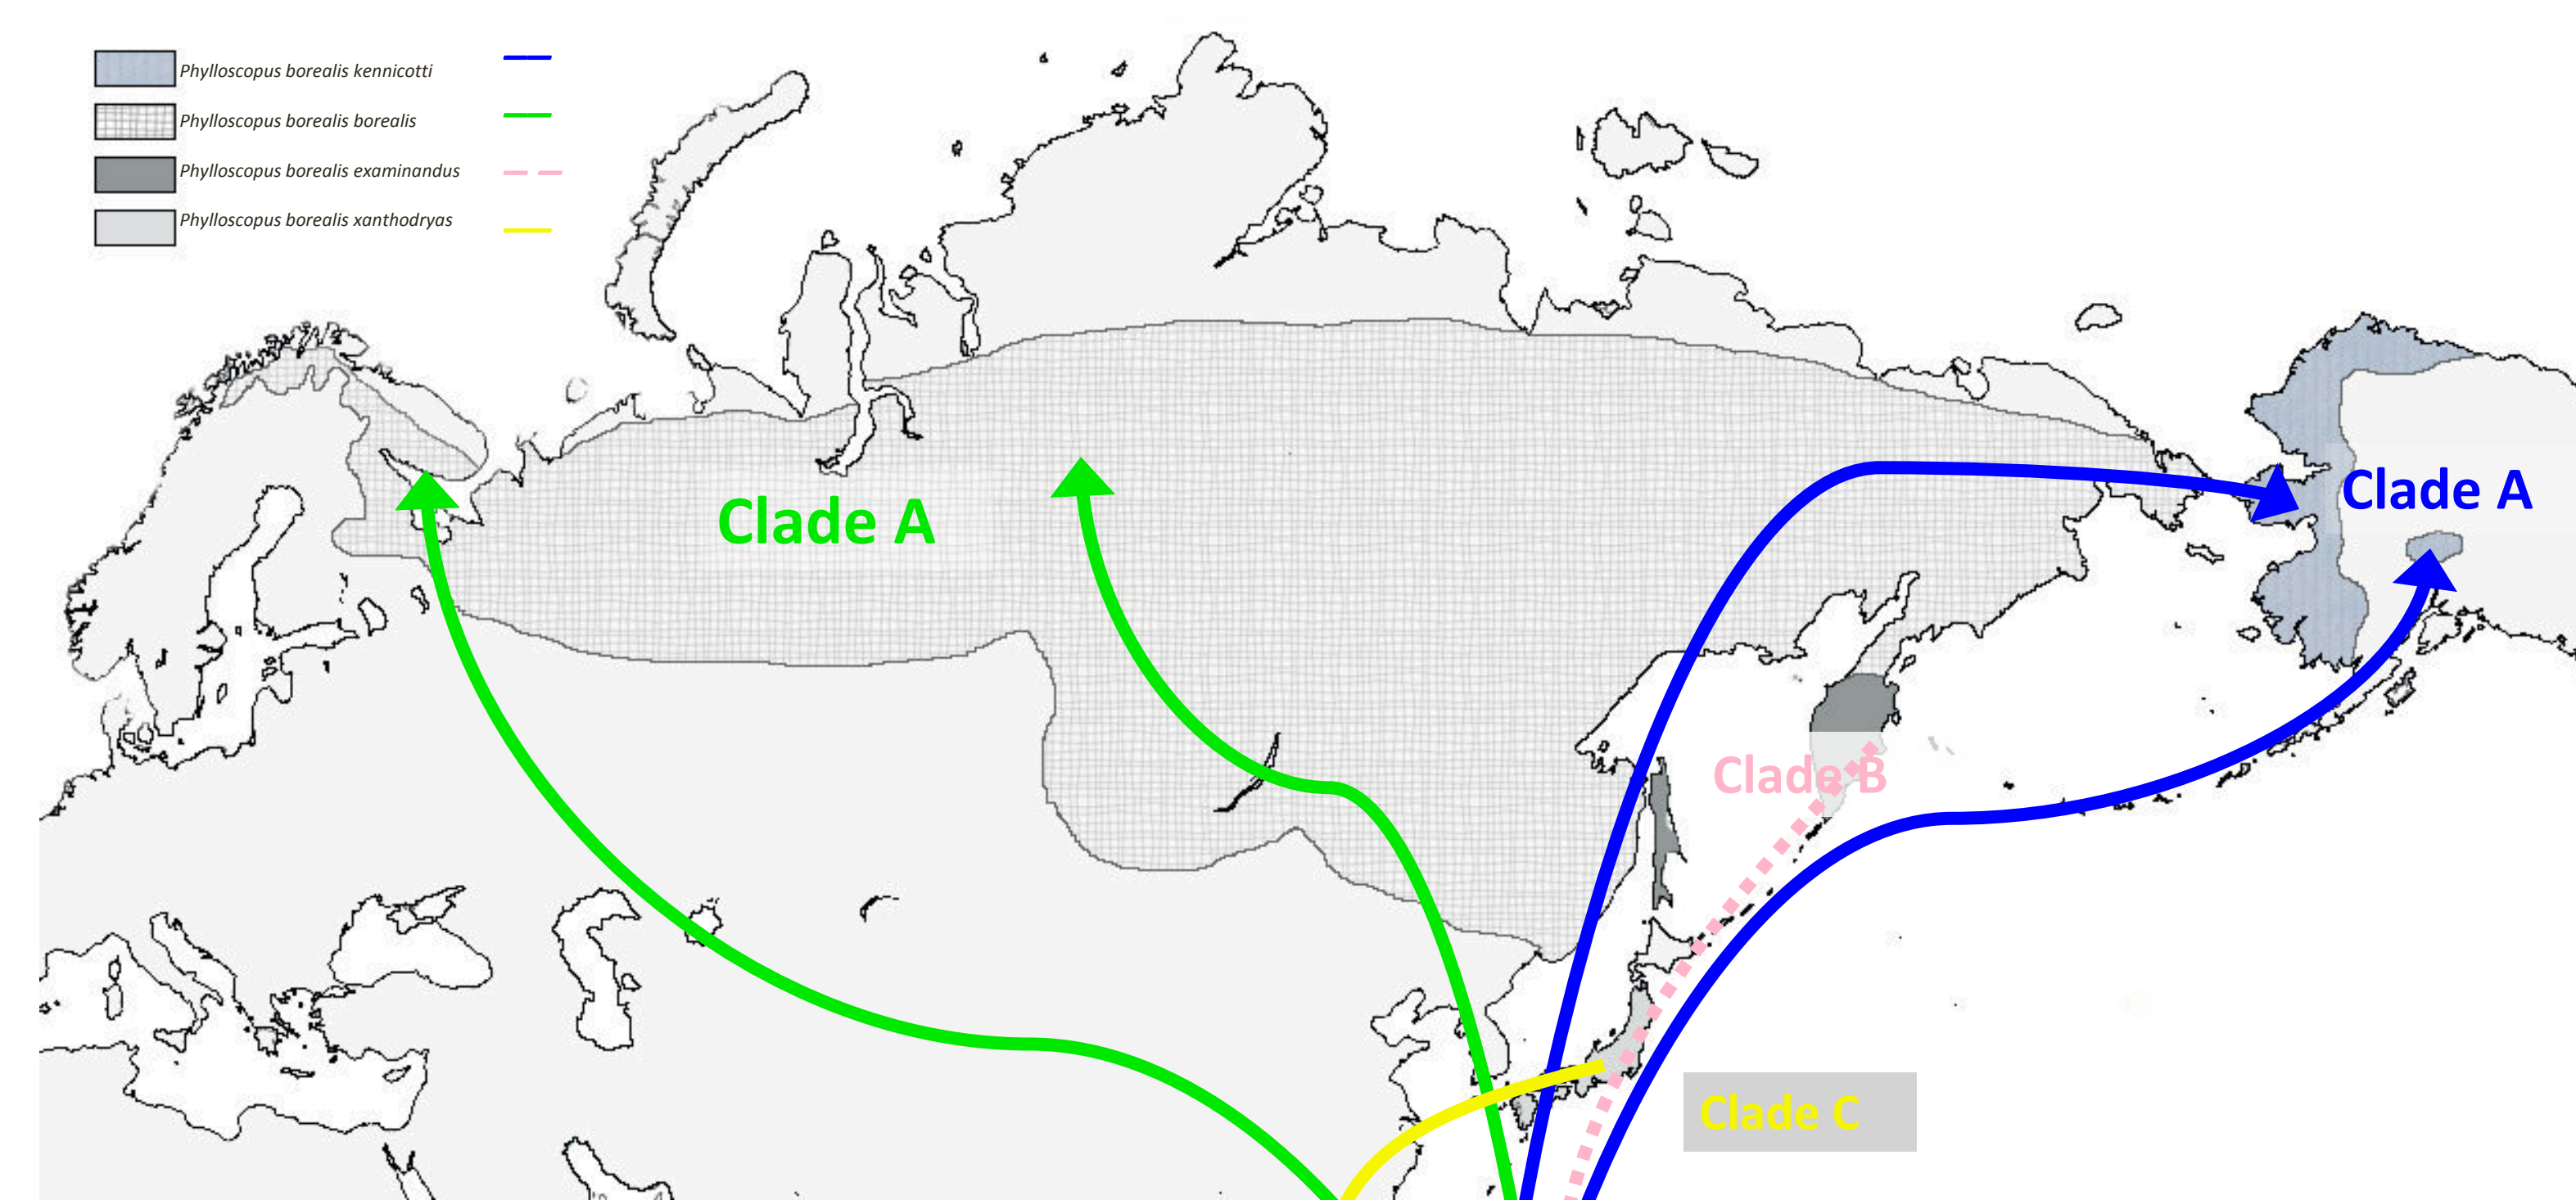 Phylloscopus borealis kennicotti
Phylloscopus borealis borealis
Phylloscopus borealis examinandus
Phylloscopus borealis xanthodryas
Clade A
Clade A
Clade B
Clade C